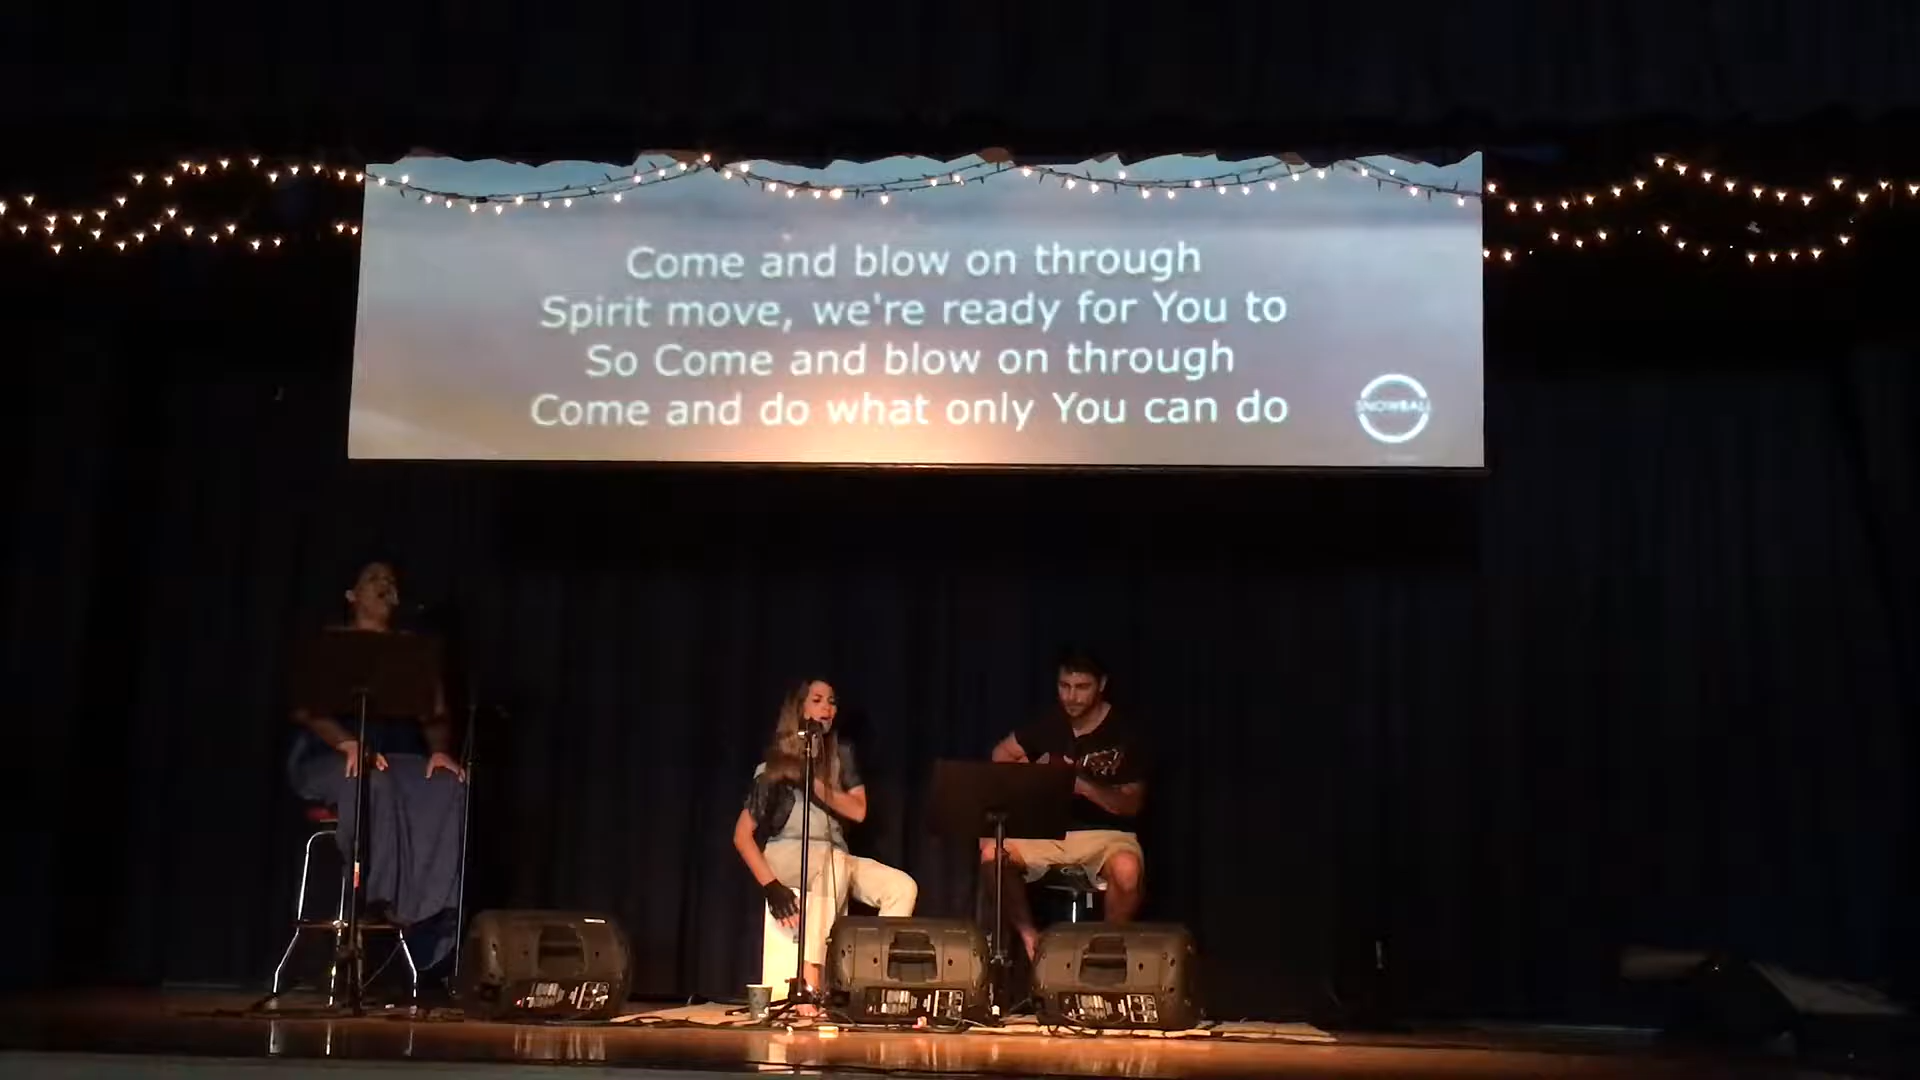 Come and blow on through
Spirit move, we're ready for You to
So Come and blow on through
Come and do what only You can do
SNOWBALL